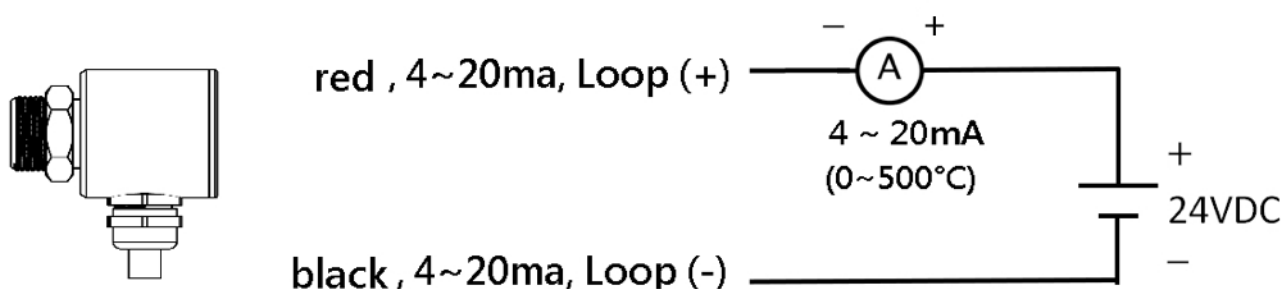 − +
red , 4~20ma, Loop (+)
A
4 ~ 20mA
(0~500°C)
+
24VDC
−
black , 4~20ma, Loop (-)